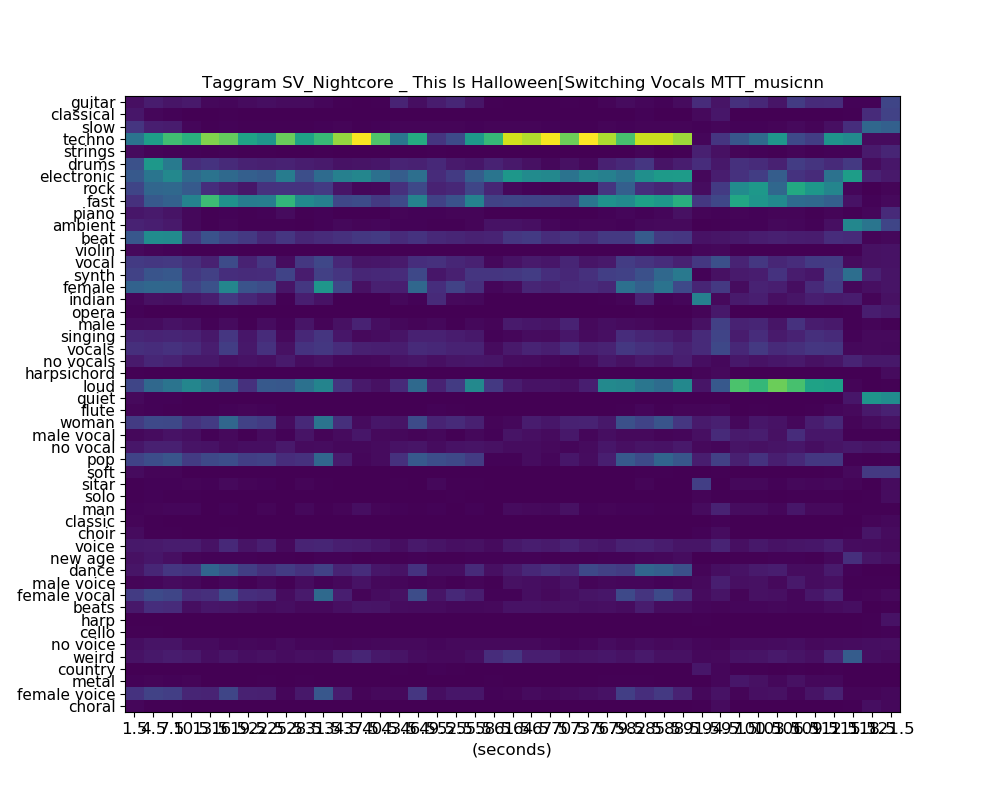 Taggram SV_Nightcore _ This Is Halloween[Switching Vocals MTT_musicnn
guitar
classical
slow
techno
strings
drums
electronic
rock
fast
piano
ambient
beat
violin
vocal
synth
female
indian
opera
male
singing
vocals
no vocals
harpsichord
loud
quiet
flute
woman
male vocal
no vocal
pop
soft
sitar
solo
man
classic
choir
voice
new age
dance
male voice
female vocal
beats
harp
cello
no voice
weird
country
metal
female voice
choral
(seconds)